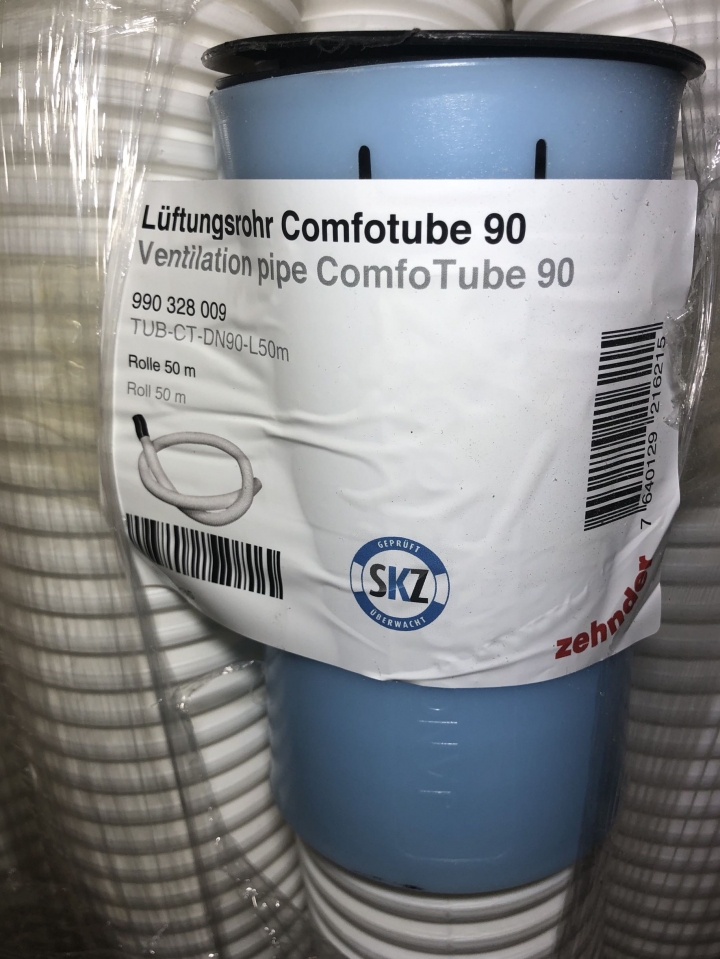 Lüftungsrohr Comfotube 90
Ventilation pipe ComfoTube 90
990 328 009
TUB-CT-DN90-L50m
Rolle 50 m
Roll 50 m
7 640129 216215
GEPRÜFT
SKZ
ÜBERWACHT
zehnder